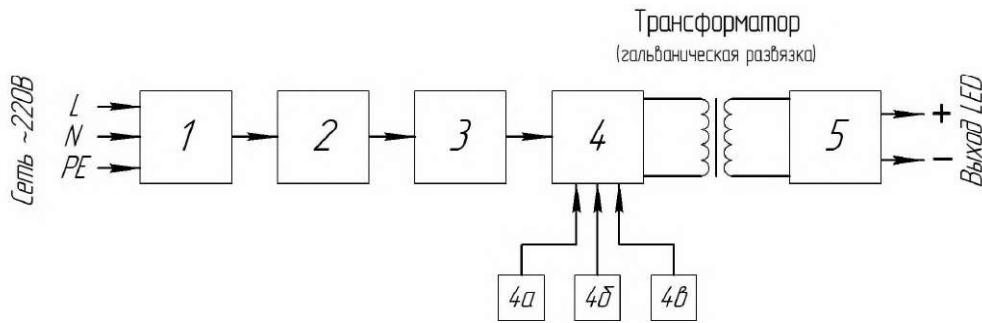 Трансформатор
(гальваническая развязка)
Сеть ~220В
L
N
PE
1
2
3
4
5
+
−
Выход LED
4а
4б
4в